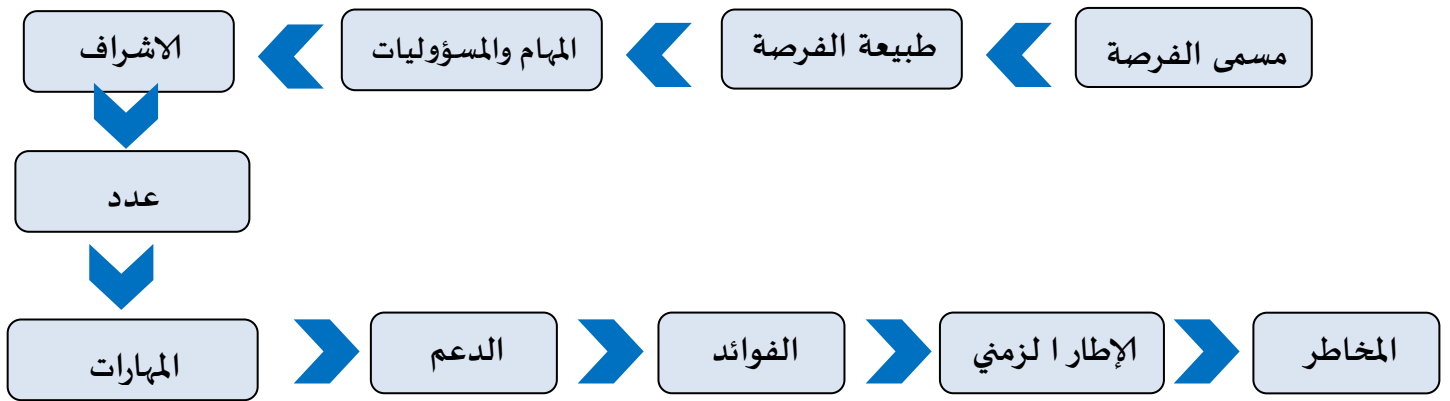 مسمى الفرصة
طبيعة الفرصة
المهام والمسؤوليات
الاشراف
عدد
المهارات
الدعم
الفوائد
الإطار ا لزمني
المخاطر